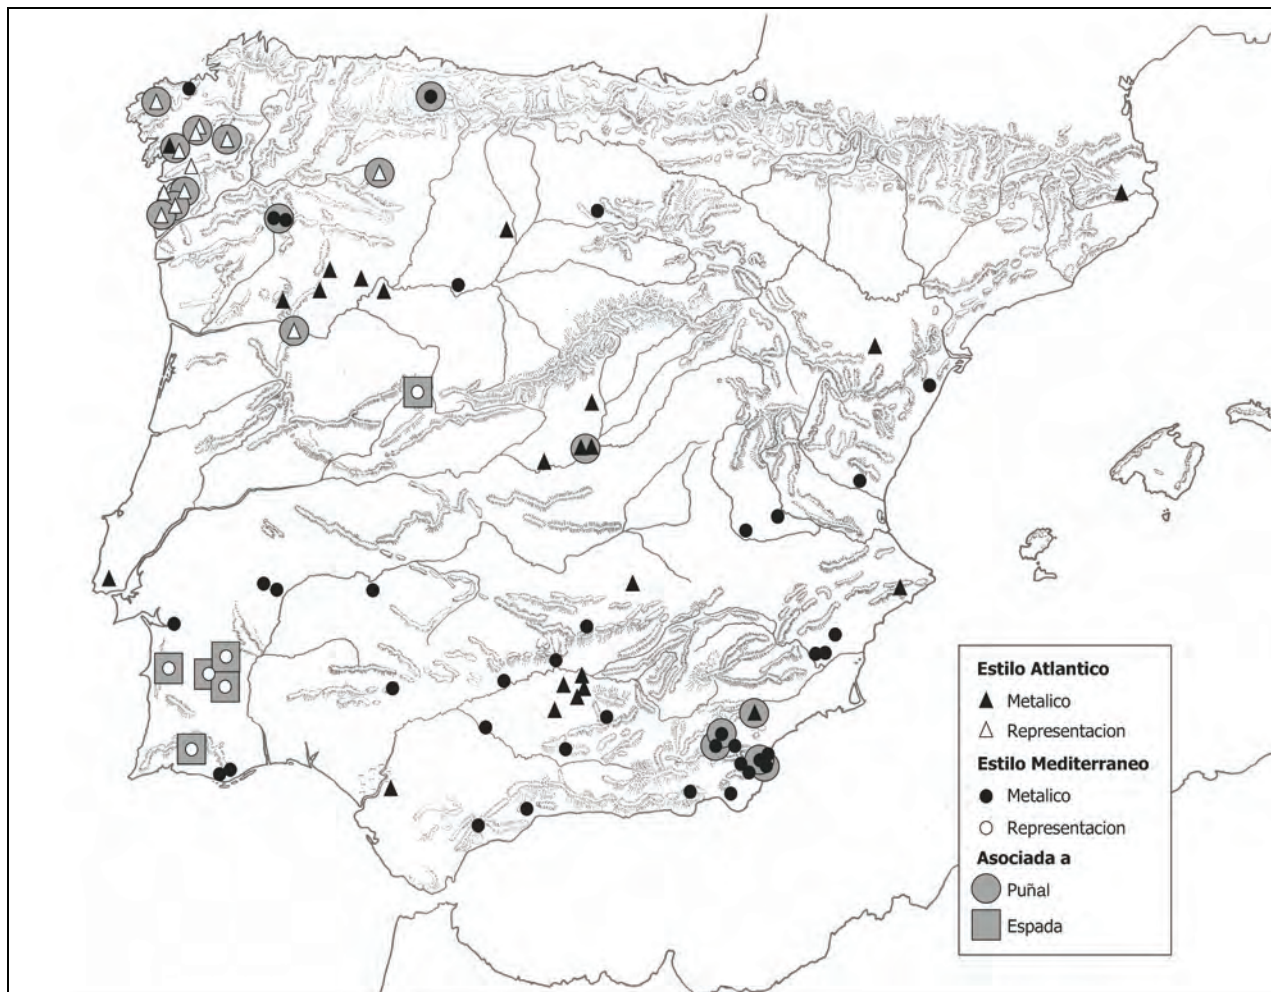 Estilo Atlantico
Metalico
Representacion
Estilo Mediterraneo
Metalico
Representacion
Asociada a
Puñal
Espada